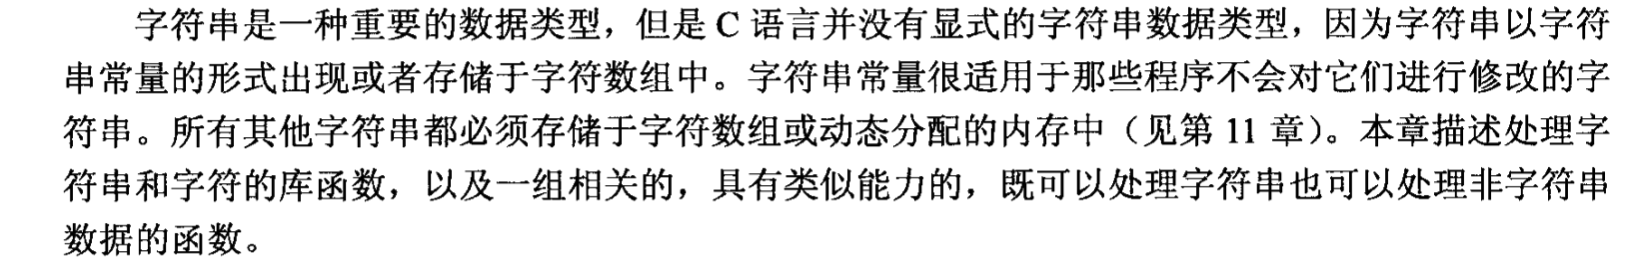 字符串是一种重要的数据类型，但是 C 语言并没有显式的字符串数据类型，因为字符串以字符
串常量的形式出现或者存储于字符数组中。字符串常量很适用于那些程序不会对它们进行修改的字
符串。所有其他字符串都必须存储于字符数组或动态分配的内存中（见第 11 章）。本章描述处理字
符串和字符的库函数，以及一组相关的，具有类似能力的，既可以处理字符串也可以处理非字符串
数据的函数。